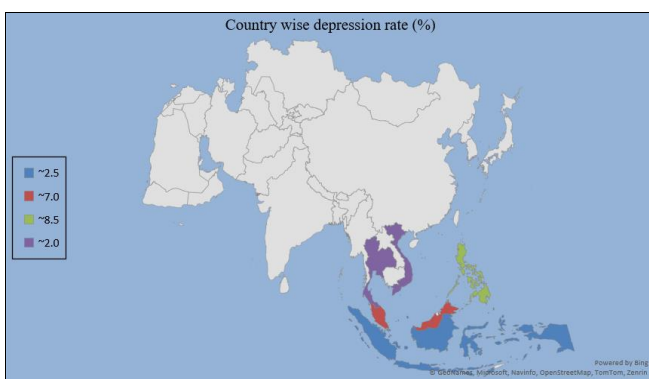 Country wise depression rate (%)
~2.5
~7.0
~8.5
~2.0
Powered by Bing
© GeoNames, Microsoft, Navinfo, OpenStreetMap, TomTom, Zenrin